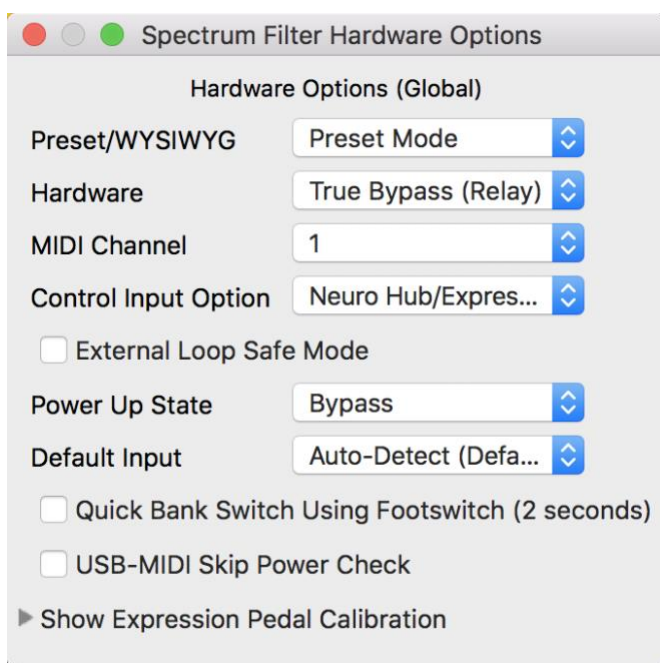 Spectrum Filter Hardware Options
Hardware Options (Global)
Preset/WYSIWYG Preset Mode
Hardware True Bypass (Relay)
MIDI Channel 1
Control Input Option Neuro Hub/Expres...
External Loop Safe Mode
Power Up State Bypass
Default Input Auto-Detect (Defa...
Quick Bank Switch Using Footswitch (2 seconds)
USB-MIDI Skip Power Check
Show Expression Pedal Calibration